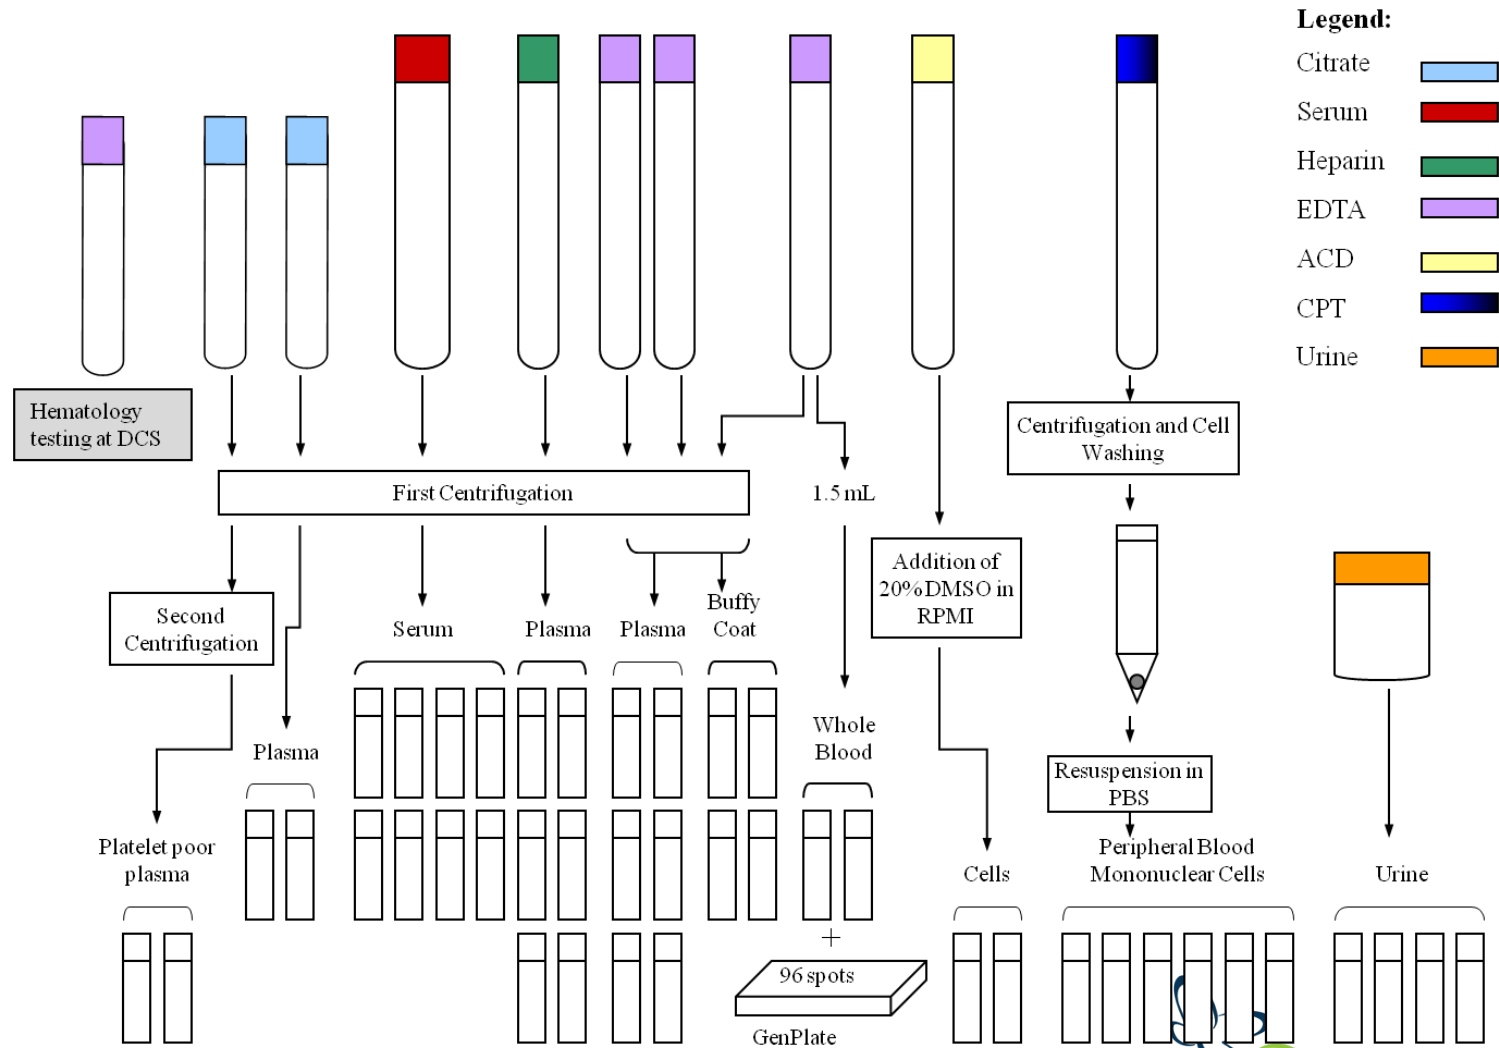 Legend:
Citrate
Serum
Heparin
EDTA
ACD
CPT
Urine
Hematology
testing at DCS
First Centrifugation
1.5 mL
Centrifugation and Cell
Washing
Addition of
20% DMSO in
RPMI
Second
Centrifugation
Serum
Plasma
Plasma
Buffy
Coat
Plasma
Whole
Blood
Resuspension in
PBS
Platelet poor
plasma
Cells
Peripheral Blood
Mononuclear Cells
Urine
+
96 spots
GenPlate